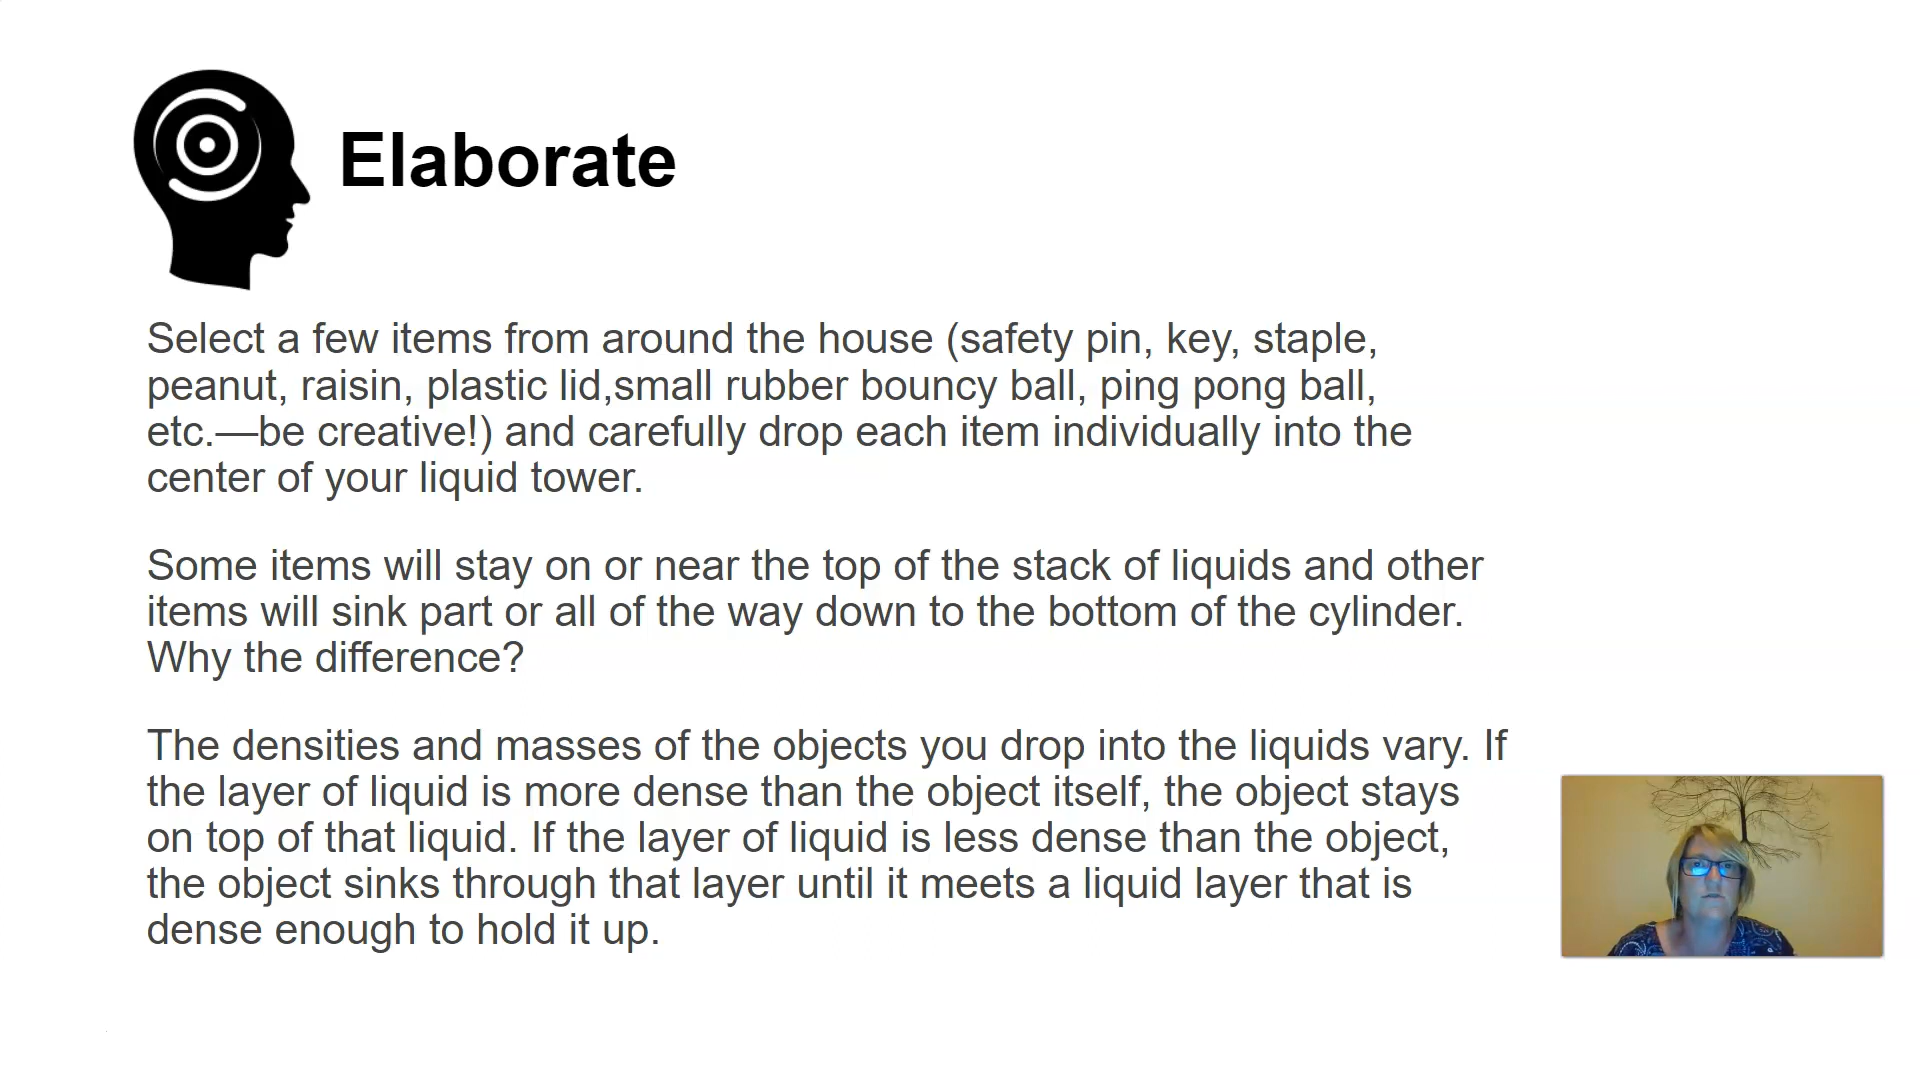 Elaborate
Select a few items from around the house (safety pin, key, staple,
peanut, raisin, plastic lid,small rubber bouncy ball, ping pong ball,
etc.—be creative!) and carefully drop each item individually into the
center of your liquid tower.
Some items will stay on or near the top of the stack of liquids and other
items will sink part or all of the way down to the bottom of the cylinder.
Why the difference?
The densities and masses of the objects you drop into the liquids vary. If
the layer of liquid is more dense than the object itself, the object stays
on top of that liquid. If the layer of liquid is less dense than the object,
the object sinks through that layer until it meets a liquid layer that is
dense enough to hold it up.